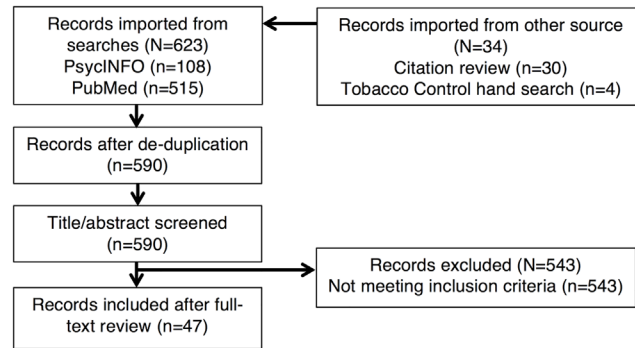 Records imported from
searches (N=623)
PsycINFO (n=108)
PubMed (n=515)
Records imported from other source
(N=34)
Citation review (n=30)
Tobacco Control hand search (n=4)
Records after de-duplication
(n=590)
Title/abstract screened
(n=590)
Records excluded (N=543)
Not meeting inclusion criteria (n=543)
Records included after full-
text review (n=47)